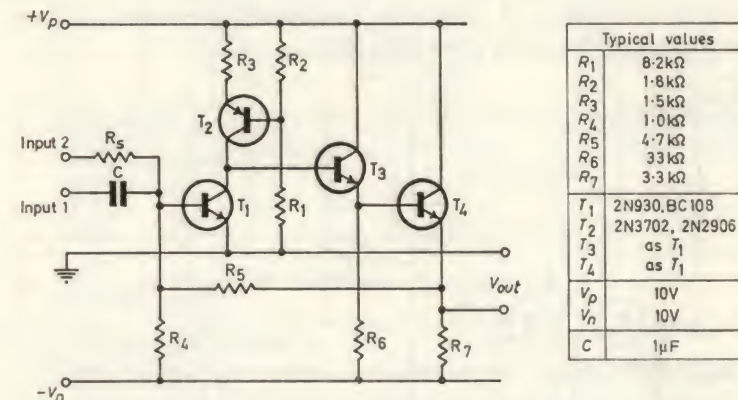 +Vp
R3
R2
T2
Input 2
Rs
C
Input 1
T1
R1
T3
T4
R5
Vout
R4
R6
R7
-Vn
Typical values
R1 8·2kΩ
R2 1·8kΩ
R3 1·5kΩ
R4 1·0kΩ
R5 4·7kΩ
R6 33kΩ
R7 3·3kΩ
T1 2N930, BC108
T2 2N3702, 2N2906
T3 as T1
T4 as T1
Vp 10V
Vn 10V
C 1μF